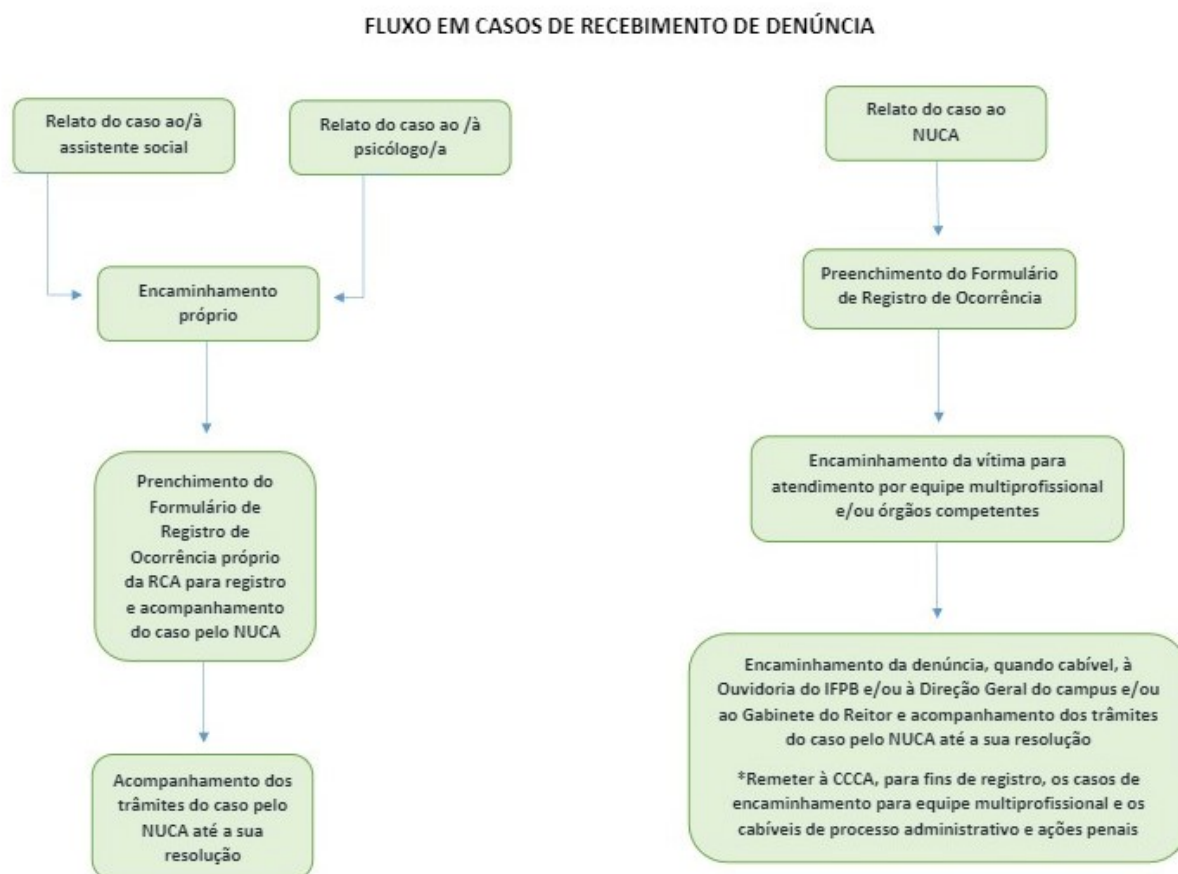 FLUXO EM CASOS DE RECEBIMENTO DE DENÚNCIA
Relato do caso ao/à
assistente social
Relato do caso ao /à
psicólogo/a
Encaminhamento
próprio
Prenchimento do
Formulário de
Registro de
Ocorrência próprio
da RCA para registro
e acompanhamento
do caso pelo NUCA
Acompanhamento dos
trâmites do caso pelo
NUCA até a sua
resolução
Relato do caso ao
NUCA
Preenchimento do Formulário
de Registro de Ocorrência
Encaminhamento da vítima para
atendimento por equipe multiprofissional
e/ou órgãos competentes
Encaminhamento da denúncia, quando cabível, à
Ouvidoria do IFPB e/ou à Direção Geral do campus e/ou
ao Gabinete do Reitor e acompanhamento dos trâmites
do caso pelo NUCA até a sua resolução
*Remeter à CCCA, para fins de registro, os casos de
encaminhamento para equipe multiprofissional e os
cabíveis de processo administrativo e ações penais